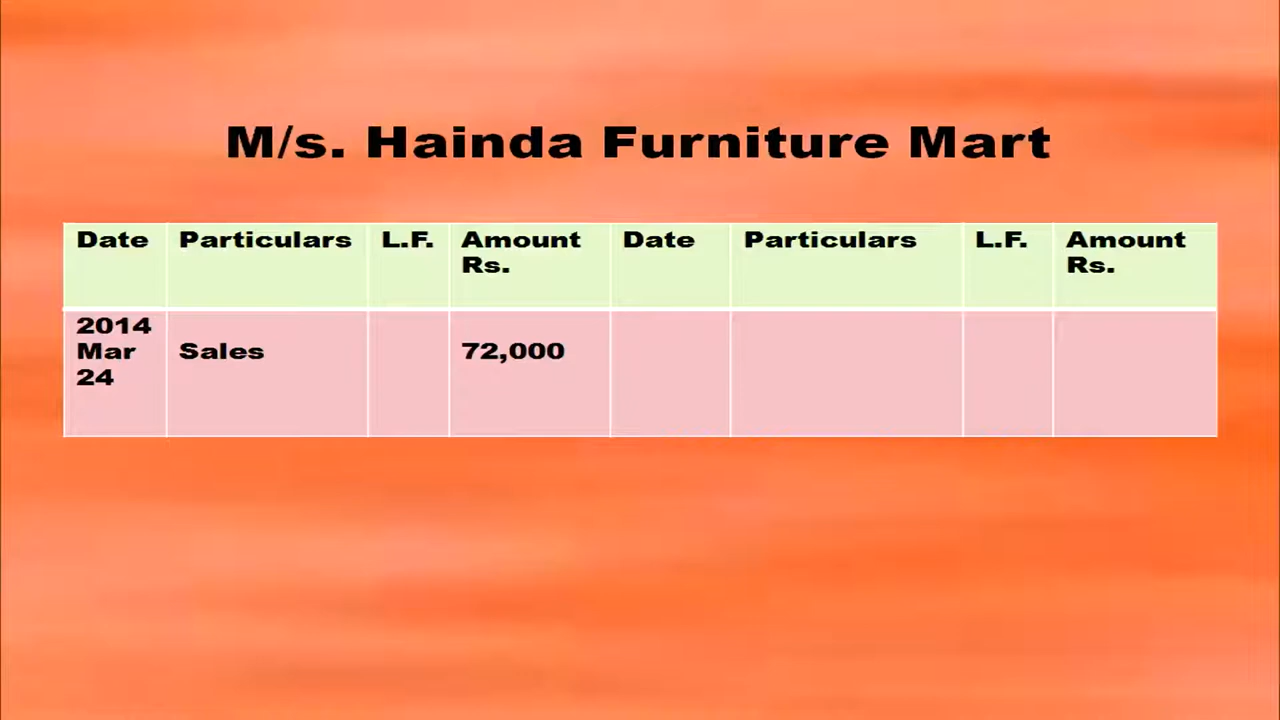 M/s. Hainda Furniture Mart
Date Particulars L.F. Amount Rs. Date Particulars L.F. Amount Rs.
2014 Mar 24 Sales 72,000